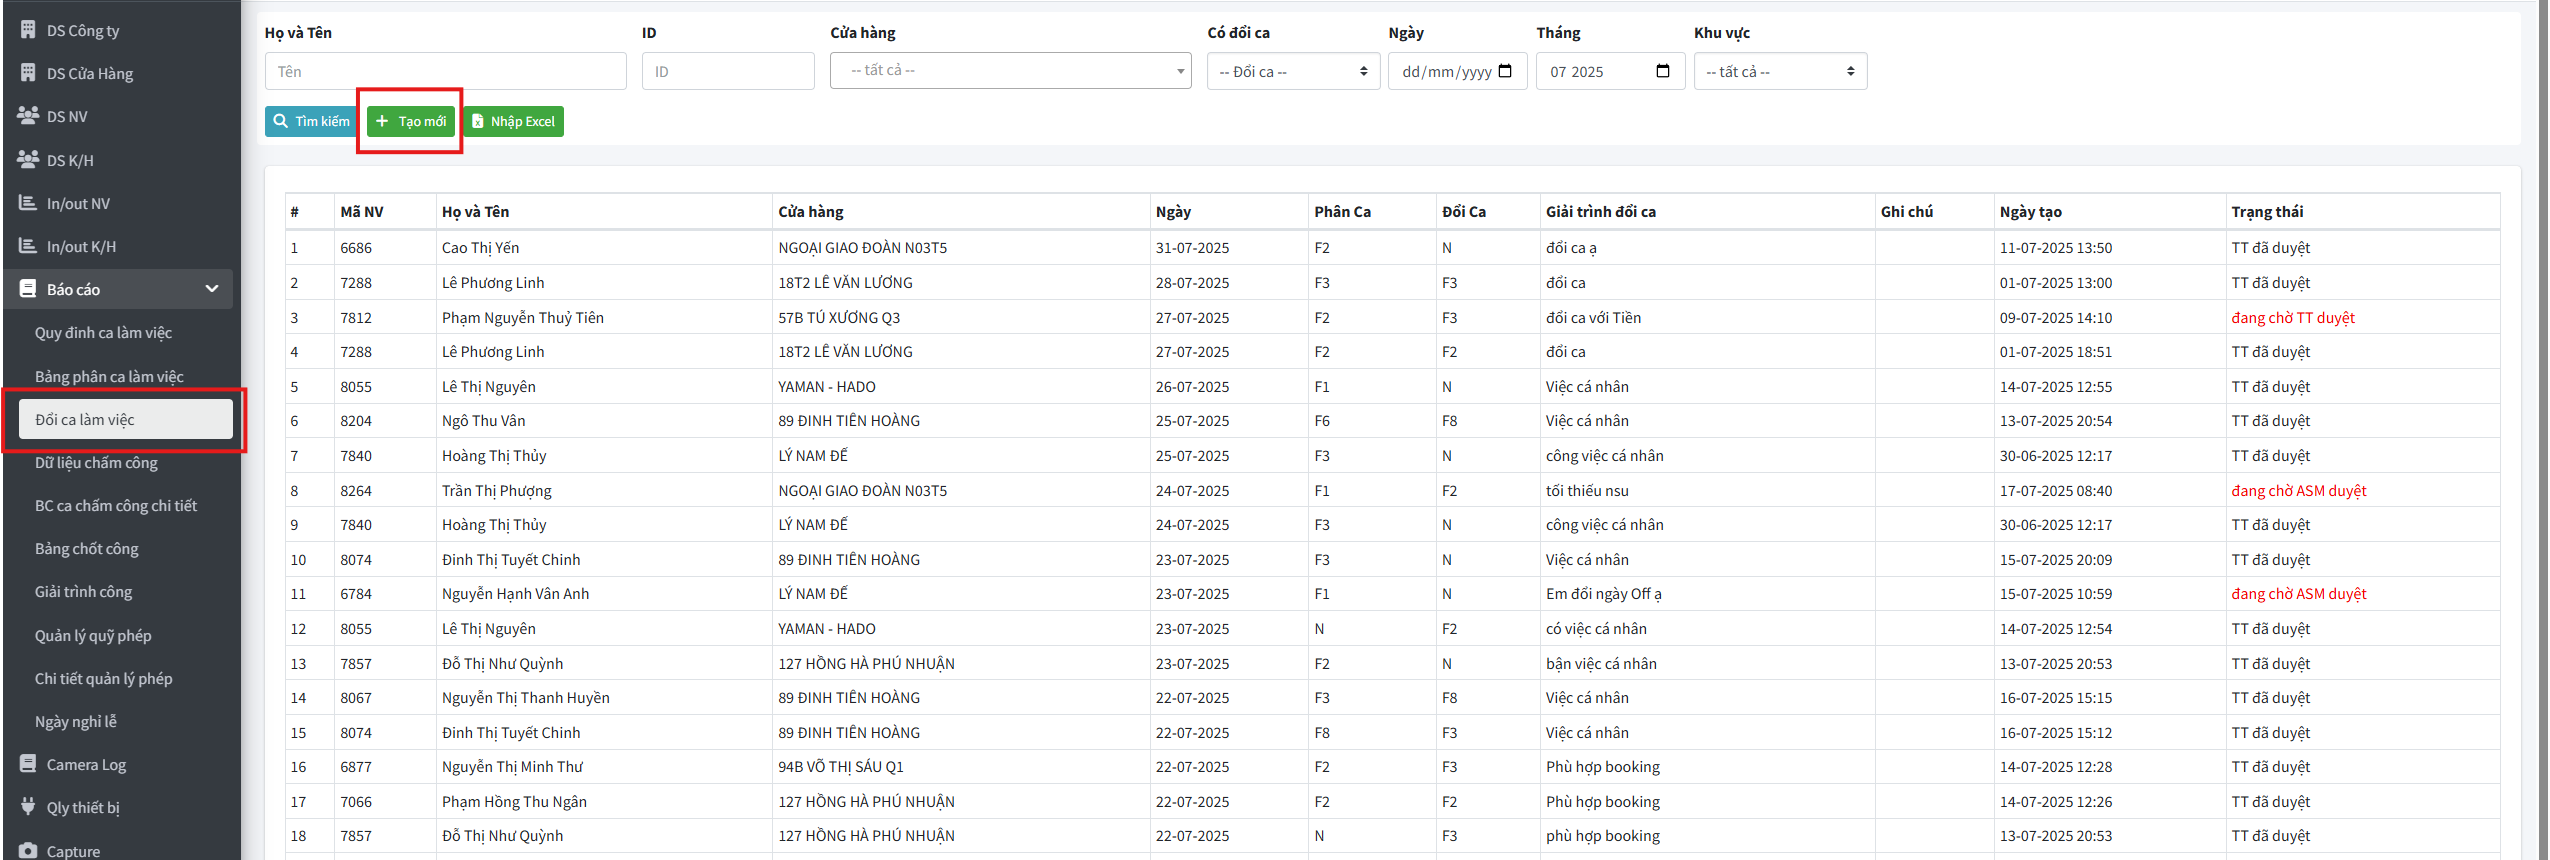 DS Công ty
DS Cửa Hàng
DS NV
DS K/H
In/out NV
In/out K/H
Báo cáo
Quy đinh ca làm việc
Bảng phân ca làm việc
Đổi ca làm việc
Dữ liệu chấm công
BC ca chấm công chi tiết
Bảng chốt công
Giải trình công
Quản lý quỹ phép
Chi tiết quản lý phép
Ngày nghỉ lễ
Camera Log
Qly thiết bị
Capture
Họ và Tên ID Cửa hàng Có đổi ca Ngày Tháng Khu vực
Tên ID -- tất cả -- -- Đổi ca -- dd/mm/yyyy 07 2025 -- tất cả --
Tìm kiếm Tạo mới Nhập Excel
# Mã NV Họ và Tên Cửa hàng Ngày Phân Ca Đổi Ca Giải trình đổi ca Ghi chú Ngày tạo Trạng thái
1 6686 Cao Thị Yến NGOẠI GIAO ĐOÀN N03T5 31-07-2025 F2 N đổi ca ạ 11-07-2025 13:50 TT đã duyệt
2 7288 Lê Phương Linh 18T2 LÊ VĂN LƯƠNG 28-07-2025 F3 F3 đổi ca 01-07-2025 13:00 TT đã duyệt
3 7812 Phạm Nguyễn Thuỷ Tiên 57B TÚ XƯƠNG Q3 27-07-2025 F2 F3 đổi ca với Tiền 09-07-2025 14:10 đang chờ TT duyệt
4 7288 Lê Phương Linh 18T2 LÊ VĂN LƯƠNG 27-07-2025 F2 F2 đổi ca 01-07-2025 18:51 TT đã duyệt
5 8055 Lê Thị Nguyên YAMAN - HADO 26-07-2025 F1 N Việc cá nhân 14-07-2025 12:55 TT đã duyệt
6 8204 Ngô Thu Vân 89 ĐINH TIÊN HOÀNG 25-07-2025 F6 F8 Việc cá nhân 13-07-2025 20:54 TT đã duyệt
7 7840 Hoàng Thị Thủy LÝ NAM ĐẾ 25-07-2025 F3 N công việc cá nhân 30-06-2025 12:17 TT đã duyệt
8 8264 Trần Thị Phượng NGOẠI GIAO ĐOÀN N03T5 24-07-2025 F1 F2 tối thiếu nsu 17-07-2025 08:40 đang chờ ASM duyệt
9 7840 Hoàng Thị Thủy LÝ NAM ĐẾ 24-07-2025 F3 N công việc cá nhân 30-06-2025 12:17 TT đã duyệt
10 8074 Đinh Thị Tuyết Chinh 89 ĐINH TIÊN HOÀNG 23-07-2025 F3 N Việc cá nhân 15-07-2025 20:09 TT đã duyệt
11 6784 Nguyễn Hạnh Vân Anh LÝ NAM ĐẾ 23-07-2025 F1 N Em đổi ngày Off ạ 15-07-2025 10:59 đang chờ ASM duyệt
12 8055 Lê Thị Nguyên YAMAN - HADO 23-07-2025 N F2 có việc cá nhân 14-07-2025 12:54 TT đã duyệt
13 7857 Đỗ Thị Như Quỳnh 127 HỒNG HÀ PHÚ NHUẬN 23-07-2025 F2 N bận việc cá nhân 13-07-2025 20:53 TT đã duyệt
14 8067 Nguyễn Thị Thanh Huyền 89 ĐINH TIÊN HOÀNG 22-07-2025 F3 F8 Việc cá nhân 16-07-2025 15:15 TT đã duyệt
15 8074 Đinh Thị Tuyết Chinh 89 ĐINH TIÊN HOÀNG 22-07-2025 F8 F3 Việc cá nhân 16-07-2025 15:12 TT đã duyệt
16 6877 Nguyễn Thị Minh Thư 94B VÕ THỊ SÁU Q1 22-07-2025 F2 F3 Phù hợp booking 14-07-2025 12:28 TT đã duyệt
17 7066 Phạm Hồng Thu Ngân 127 HỒNG HÀ PHÚ NHUẬN 22-07-2025 F2 F2 Phù hợp booking 14-07-2025 12:26 TT đã duyệt
18 7857 Đỗ Thị Như Quỳnh 127 HỒNG HÀ PHÚ NHUẬN 22-07-2025 N F3 phù hợp booking 13-07-2025 20:53 TT đã duyệt